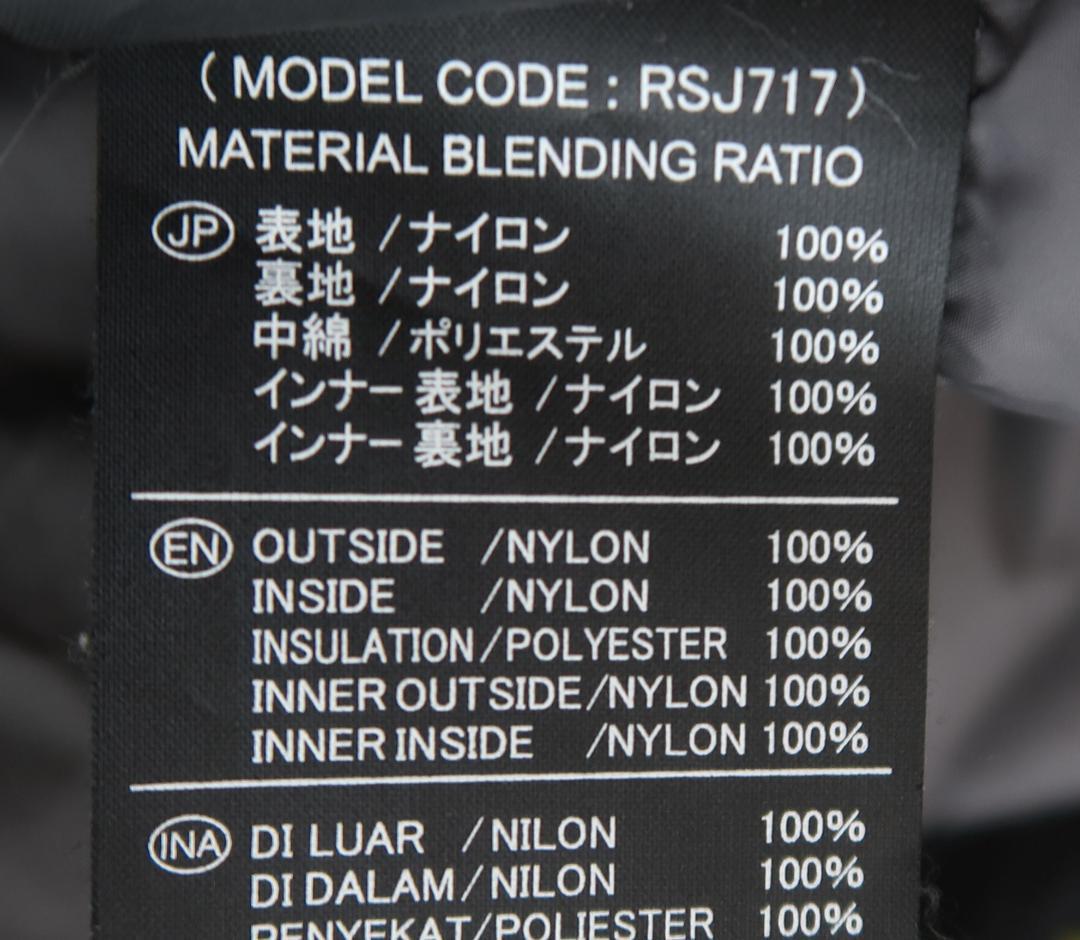 ( MODEL CODE : RSJ717 )
MATERIAL BLENDING RATIO
JP 表地 /ナイロン 100%
裏地 /ナイロン 100%
中綿 /ポリエステル 100%
インナー 表地 /ナイロン 100%
インナー 裏地 /ナイロン 100%
EN OUTSIDE /NYLON 100%
INSIDE /NYLON 100%
INSULATION/POLYESTER 100%
INNER OUTSIDE/NYLON 100%
INNER INSIDE /NYLON 100%
INA DI LUAR /NILON 100%
DI DALAM/NILON 100%
PENYEKAT/POLIESTER 100%